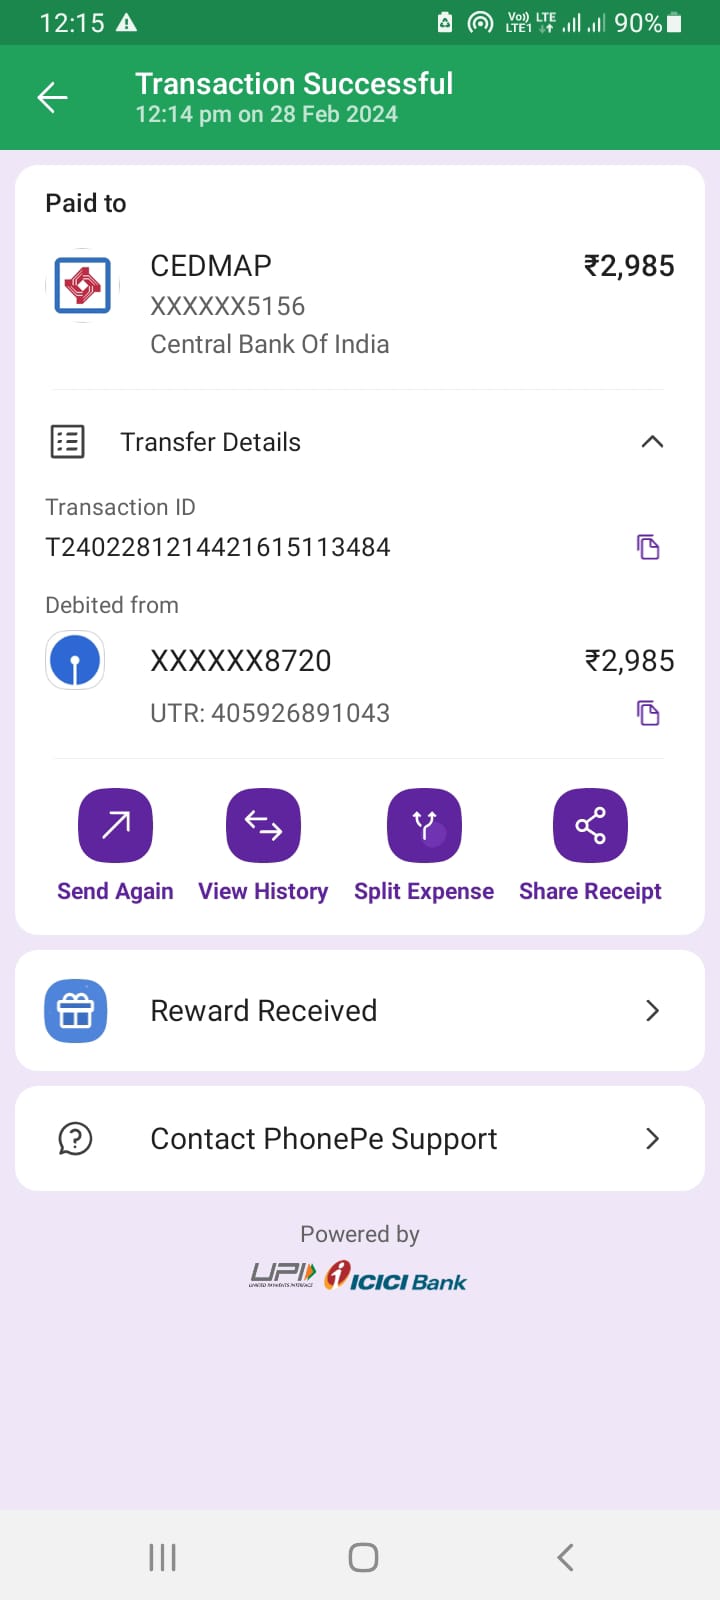 12:15
Vo)) LTE
LTE1
90%
Transaction Successful
12:14 pm on 28 Feb 2024
Paid to
CEDMAP
₹2,985
XXXXXX5156
Central Bank Of India
Transfer Details
Transaction ID
T2402281214421615113484
Debited from
XXXXXX8720
₹2,985
UTR: 405926891043
Send Again
View History
Split Expense
Share Receipt
Reward Received
Contact PhonePe Support
Powered by
UPI
UNIFIED PAYMENTS INTERFACE
ICICI Bank